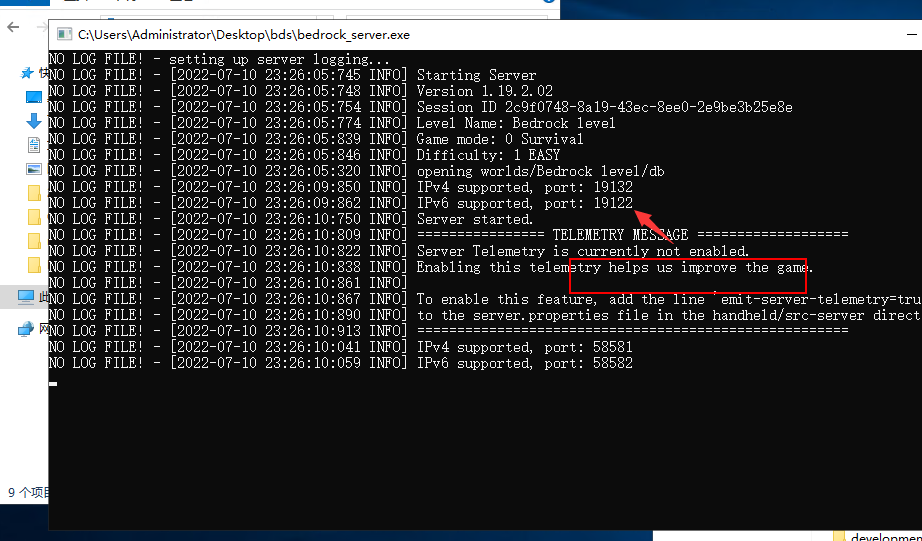 C:\Users\Administrator\Desktop\bds\bedrock_server.exe
NO LOG FILE! - setting up server logging...
NO LOG FILE! - [2022-07-10 23:26:05:745 INFO] Starting Server
NO LOG FILE! - [2022-07-10 23:26:05:748 INFO] Version 1.19.2.02
NO LOG FILE! - [2022-07-10 23:26:05:754 INFO] Session ID 2c9f0748-8a19-43ec-8ee0-2e9be3b25e8e
NO LOG FILE! - [2022-07-10 23:26:05:774 INFO] Level Name: Bedrock level
NO LOG FILE! - [2022-07-10 23:26:05:839 INFO] Game mode: 0 Survival
NO LOG FILE! - [2022-07-10 23:26:05:846 INFO] Difficulty: 1 EASY
NO LOG FILE! - [2022-07-10 23:26:05:320 INFO] opening worlds/Bedrock level/db
NO LOG FILE! - [2022-07-10 23:26:09:850 INFO] IPv4 supported, port: 19132
NO LOG FILE! - [2022-07-10 23:26:09:862 INFO] IPv6 supported, port: 19122
NO LOG FILE! - [2022-07-10 23:26:10:750 INFO] Server started.
NO LOG FILE! - [2022-07-10 23:26:10:809 INFO] ================ TELEMETRY MESSAGE ===================
NO LOG FILE! - [2022-07-10 23:26:10:822 INFO] Server Telemetry is currently not enabled.
NO LOG FILE! - [2022-07-10 23:26:10:838 INFO] Enabling this telemetry helps us improve the game.
NO LOG FILE! - [2022-07-10 23:26:10:861 INFO]
NO LOG FILE! - [2022-07-10 23:26:10:867 INFO] To enable this feature, add the line 'emit-server-telemetry=tru
NO LOG FILE! - [2022-07-10 23:26:10:890 INFO] to the server.properties file in the handheld/src-server direct
NO LOG FILE! - [2022-07-10 23:26:10:913 INFO] ======================================================
NO LOG FILE! - [2022-07-10 23:26:10:041 INFO] IPv4 supported, port: 58581
NO LOG FILE! - [2022-07-10 23:26:10:059 INFO] IPv6 supported, port: 58582
9 个项目